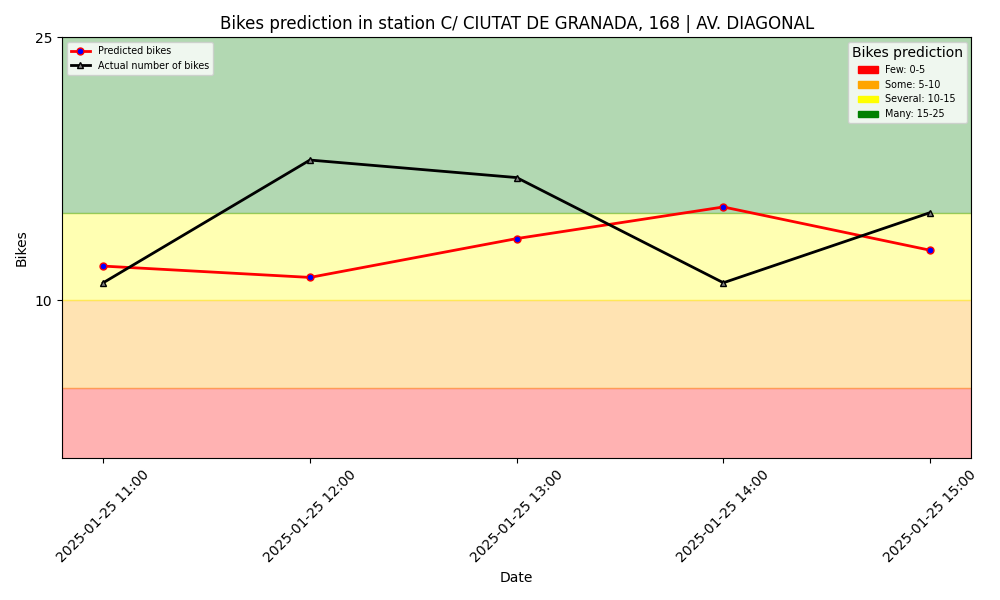 Bikes prediction in station C/ CIUTAT DE GRANADA, 168 | AV. DIAGONAL
25
Predicted bikes
Actual number of bikes
Bikes prediction
Few: 0-5
Some: 5-10
Several: 10-15
Many: 15-25
Bikes
10
2025-01-25 11:00
2025-01-25 12:00
2025-01-25 13:00
2025-01-25 14:00
2025-01-25 15:00
Date